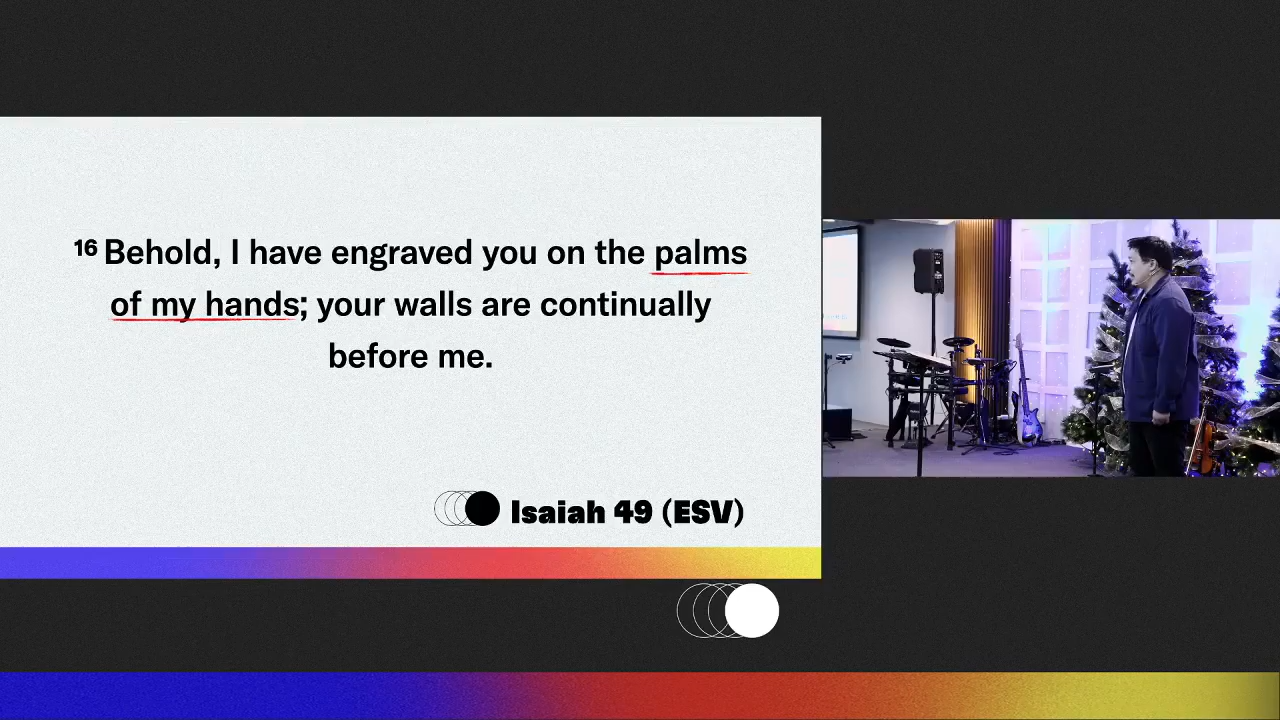 16 Behold, I have engraved you on the palms
of my hands; your walls are continually
before me.
Isaiah 49 (ESV)